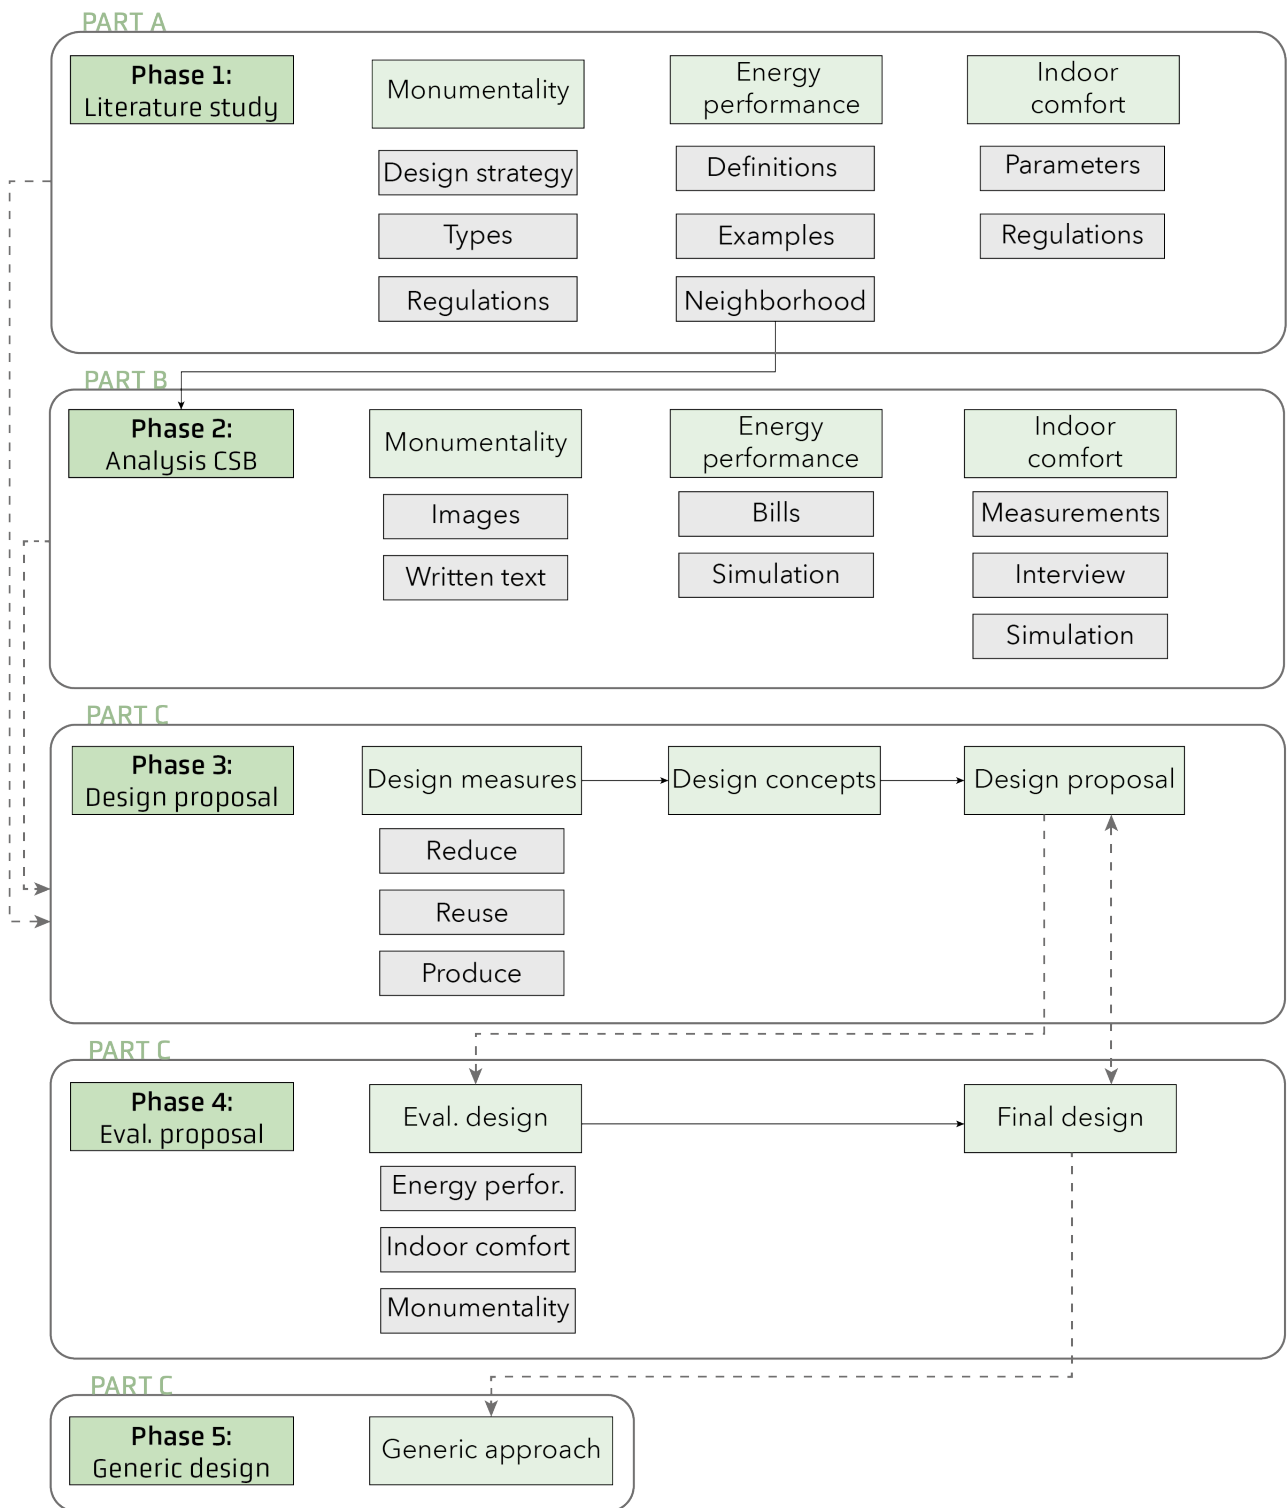 PART A
Phase 1:
Literature study
Monumentality
Design strategy
Types
Regulations
Energy
performance
Definitions
Examples
Neighborhood
Indoor
comfort
Parameters
Regulations
PART B
Phase 2:
Analysis CSB
Monumentality
Images
Written text
Energy
performance
Bills
Simulation
Indoor
comfort
Measurements
Interview
Simulation
PART C
Phase 3:
Design proposal
Design measures
Reduce
Reuse
Produce
Design concepts
Design proposal
PART C
Phase 4:
Eval. proposal
Eval. design
Energy perfor.
Indoor comfort
Monumentality
Final design
PART C
Phase 5:
Generic design
Generic approach